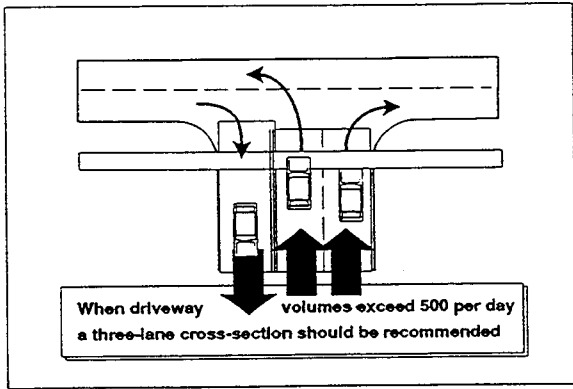 When driveway volumes exceed 500 per day
a three-lane cross-section should be recommended